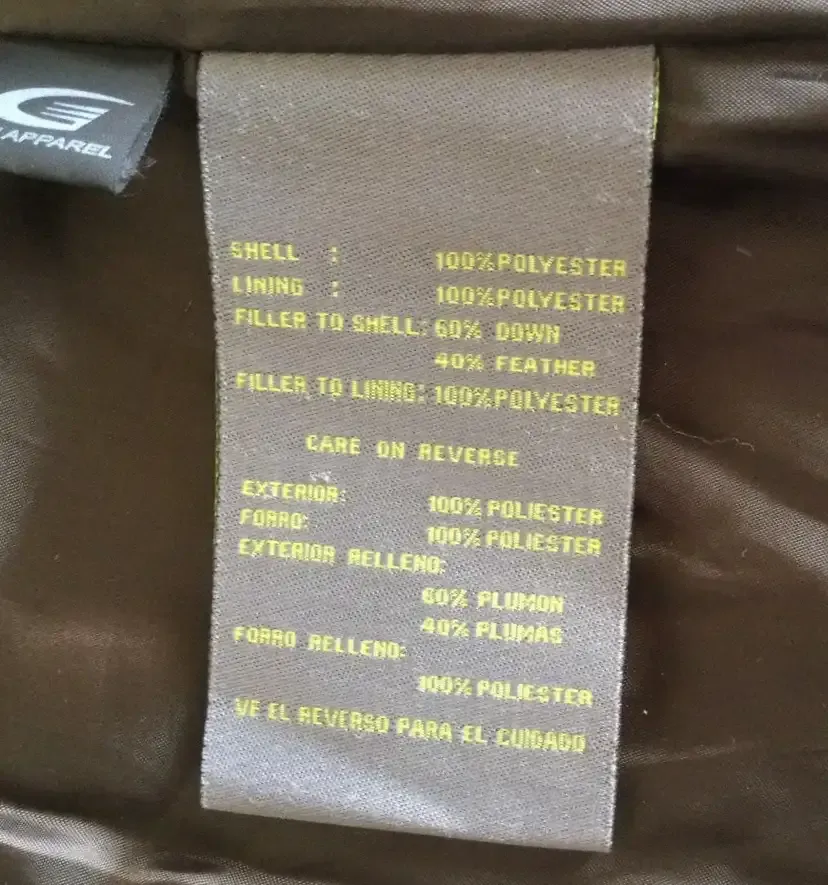 APPAREL
SHELL : 100%POLYESTER
LINING : 100%POLYESTER
FILLER TO SHELL: 60% DOWN
40% FEATHER
FILLER TO LINING: 100%POLYESTER
CARE ON REVERSE
EXTERIOR: 100% POLIESTER
FORRO: 100% POLIESTER
EXTERIOR RELLENO:
60% PLUMON
40% PLUMAS
FORRO RELLENO:
100% POLIESTER
VE EL REVERSO PARA EL CUIDADO